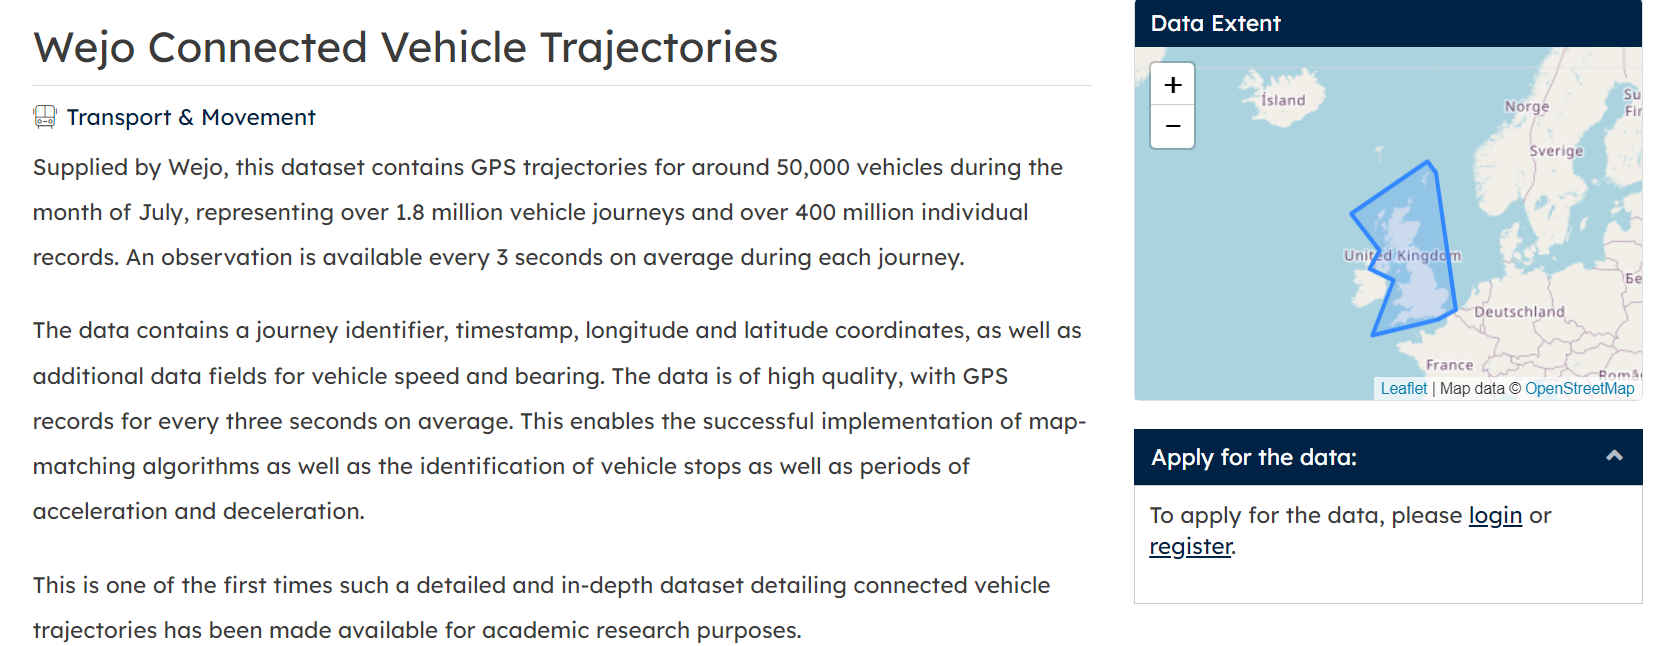 Wejo Connected Vehicle Trajectories
Transport & Movement
Supplied by Wejo, this dataset contains GPS trajectories for around 50,000 vehicles during the
month of July, representing over 1.8 million vehicle journeys and over 400 million individual
records. An observation is available every 3 seconds on average during each journey.
The data contains a journey identifier, timestamp, longitude and latitude coordinates, as well as
additional data fields for vehicle speed and bearing. The data is of high quality, with GPS
records for every three seconds on average. This enables the successful implementation of map-
matching algorithms as well as the identification of vehicle stops as well as periods of
acceleration and deceleration.
This is one of the first times such a detailed and in-depth dataset detailing connected vehicle
trajectories has been made available for academic research purposes.
Data Extent
+
−
Ísland
Norge
Su
Fin
Sverige
United Kingdom
Бе
Deutschland
France
Româ
Leaflet | Map data © OpenStreetMap
Apply for the data:
To apply for the data, please login or
register.